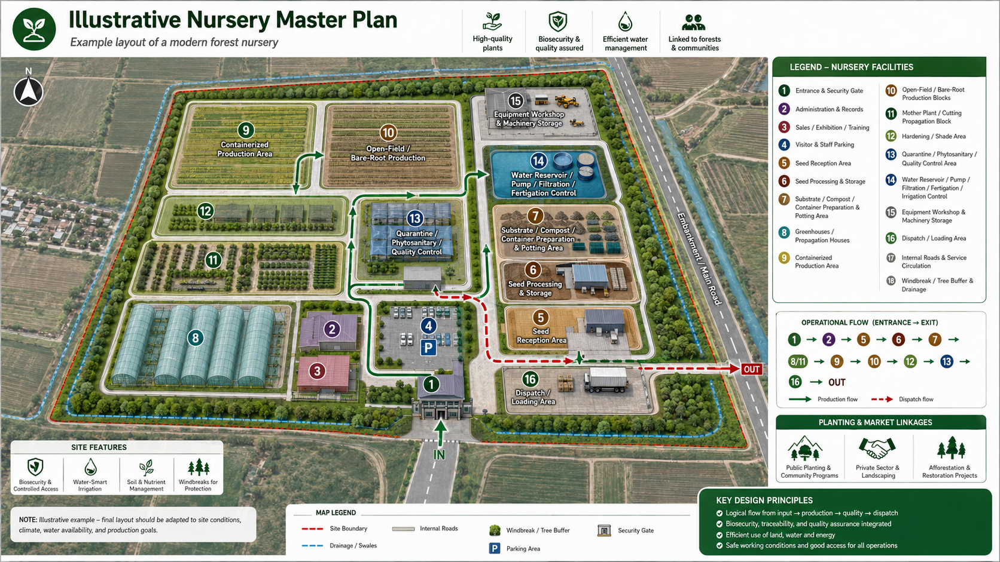 Illustrative Nursery Master Plan
Example layout of a modern forest nursery
High-quality
plants
Biosecurity &
quality assured
Efficient water
management
Linked to forests
& communities
N
9
Containerized
Production Area
10
Open-Field /
Bare-Root Production
15
Equipment Workshop
& Machinery Storage
14
Water Reservoir /
Pump / Filtration /
Fertigation Control
12
13
Quarantine /
Phytosanitary /
Quality Control
7
Substrate / Compost /
Container Preparation
& Potting Area
11
6
Seed Processing
& Storage
Embankment / Main Road
8
2
3
4
P
5
Seed
Reception Area
1
16
Dispatch /
Loading Area
OUT
IN
LEGEND – NURSERY FACILITIES
1 Entrance & Security Gate
2 Administration & Records
3 Sales / Exhibition / Training
4 Visitor & Staff Parking
5 Seed Reception Area
6 Seed Processing & Storage
7 Substrate / Compost /
Container Preparation &
Potting Area
8 Greenhouses /
Propagation Houses
9 Containerized
Production Area
10 Open-Field / Bare-Root
Production Blocks
11 Mother Plant / Cutting
Propagation Block
12 Hardening / Shade Area
13 Quarantine / Phytosanitary /
Quality Control Area
14 Water Reservoir / Pump /
Filtration / Fertigation /
Irrigation Control
15 Equipment Workshop &
Machinery Storage
16 Dispatch / Loading Area
17 Internal Roads & Service
Circulation
18 Windbreak / Tree Buffer &
Drainage
OPERATIONAL FLOW (ENTRANCE → EXIT)
1 → 2 → 5 → 6 → 7 →
8/11 → 9 → 10 → 12 → 13 →
16 → OUT
Production flow
Dispatch flow
PLANTING & MARKET LINKAGES
Public Planting &
Community Programs
Private Sector &
Landscaping
Afforestation &
Restoration Projects
SITE FEATURES
Biosecurity &
Controlled Access
Water-Smart
Irrigation
Soil & Nutrient
Management
Windbreaks for
Protection
NOTE: Illustrative example – final layout should be adapted to site conditions,
climate, water availability, and production goals.
MAP LEGEND
Site Boundary
Internal Roads
Windbreak / Tree Buffer
Security Gate
Drainage / Swales
P Parking Area
KEY DESIGN PRINCIPLES
Logical flow from input → production → quality → dispatch
Biosecurity, traceability, and quality assurance integrated
Efficient use of land, water and energy
Safe working conditions and good access for all operations